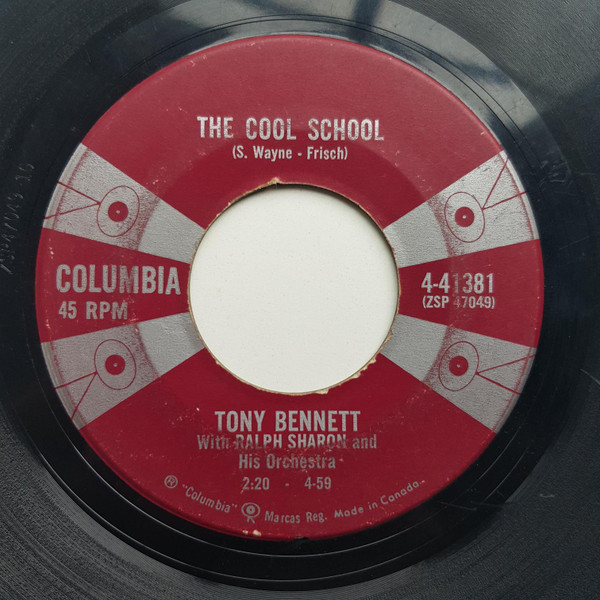 THE COOL SCHOOL
(S. Wayne - Frisch)
COLUMBIA
45 RPM
4-41381
(ZSP 47049)
TONY BENNETT
With RALPH SHARON and
His Orchestra
2:20 - 4-59
® "Columbia" Marcas Reg. Made in Canada